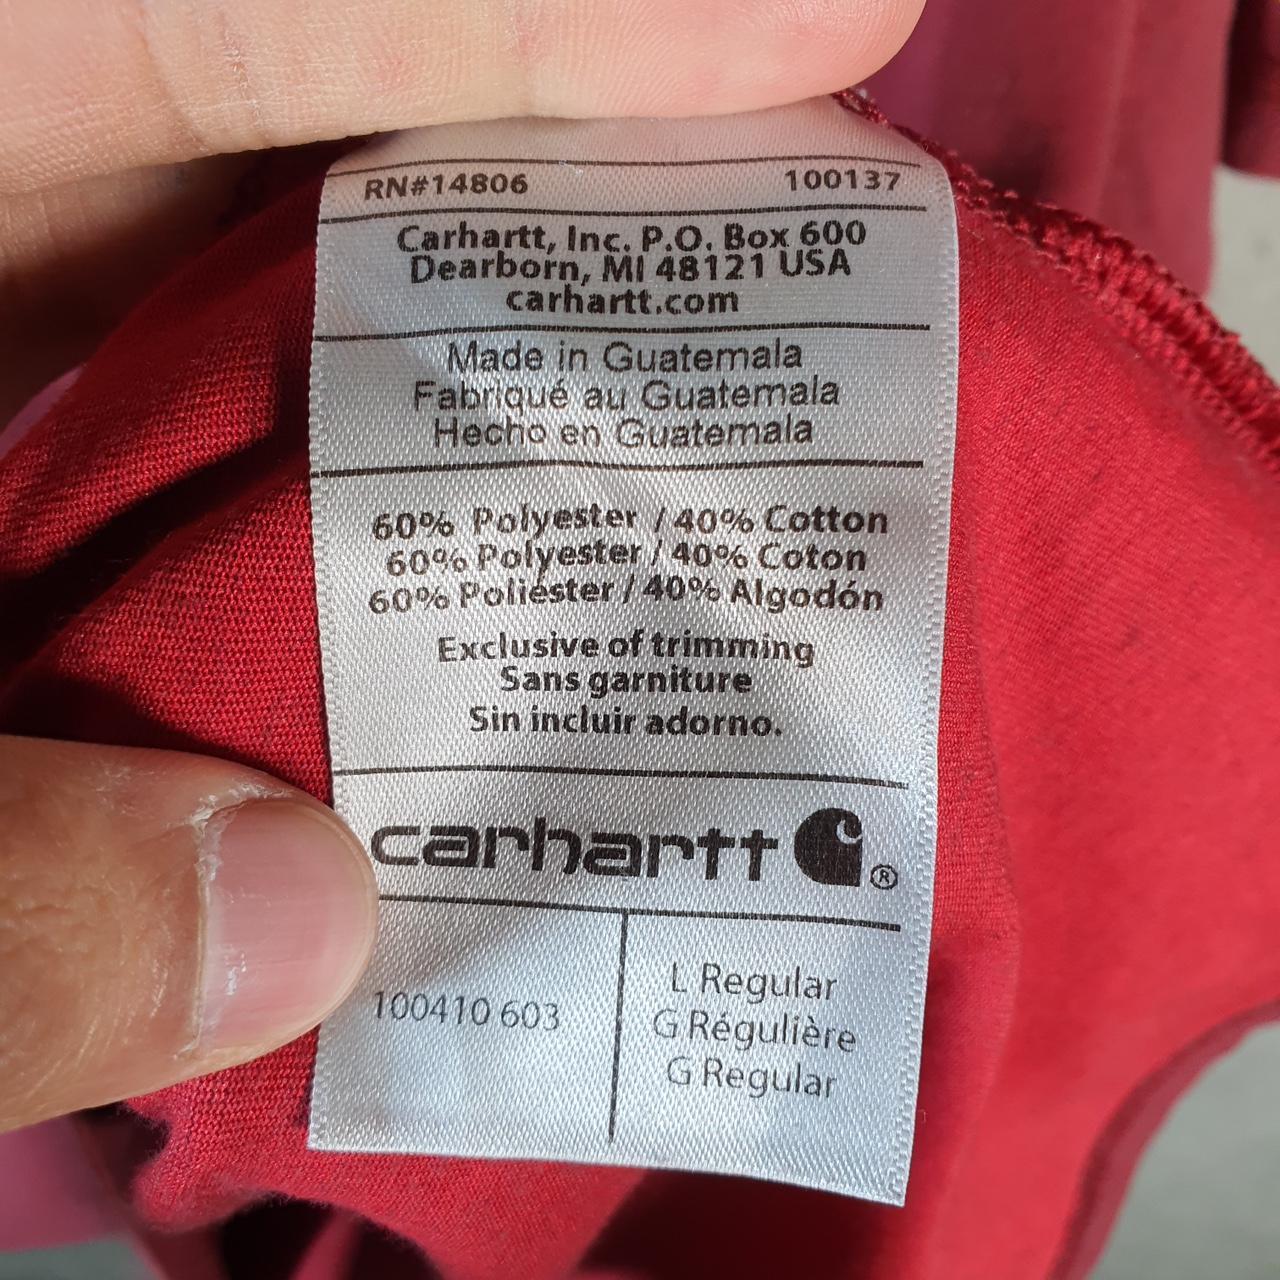 RN#14806 100137
Carhartt, Inc. P.O. Box 600
Dearborn, MI 48121 USA
carhartt.com
Made in Guatemala
Fabriqué au Guatemala
Hecho en Guatemala
60% Polyester / 40% Cotton
60% Polyester / 40% Coton
60% Poliéster / 40% Algodón
Exclusive of trimming
Sans garniture
Sin incluir adorno.
carhartt ®
100410 603
L Regular
G Régulière
G Regular